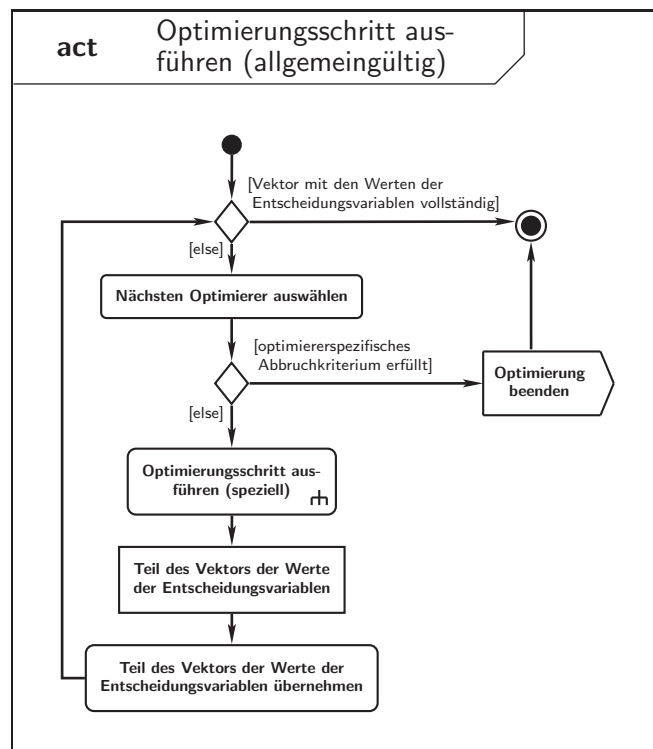 act
Optimierungsschritt aus-
führen (allgemeingültig)
[Vektor mit den Werten der
Entscheidungsvariablen vollständig]
[else]
Nächsten Optimierer auswählen
[optimiererspezifisches
Abbruchkriterium erfüllt]
Optimierung
beenden
[else]
Optimierungsschritt aus-
führen (speziell)
Teil des Vektors der Werte
der Entscheidungsvariablen
Teil des Vektors der Werte der
Entscheidungsvariablen übernehmen